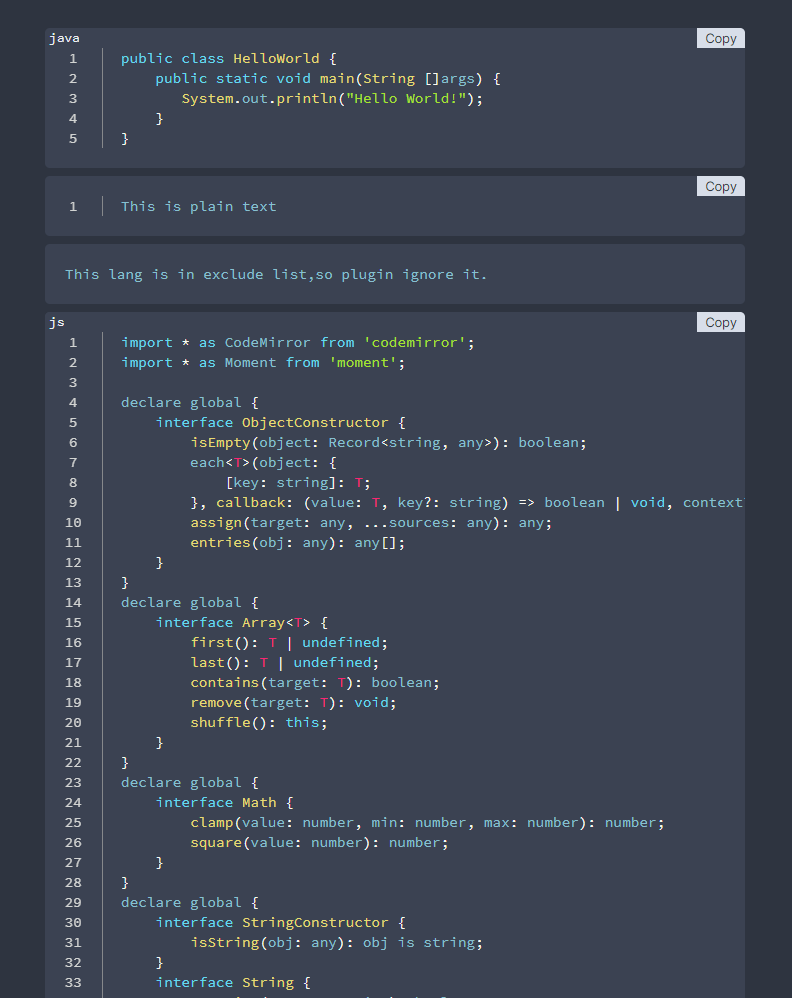 java
Copy
1 public class HelloWorld {
2     public static void main(String []args) {
3        System.out.println("Hello World!");
4     }
5 }
Copy
1 This is plain text
This lang is in exclude list,so plugin ignore it.
js
Copy
1 import * as CodeMirror from 'codemirror';
2 import * as Moment from 'moment';
3
4 declare global {
5     interface ObjectConstructor {
6         isEmpty(object: Record<string, any>): boolean;
7         each<T>(object: {
8             [key: string]: T;
9         }, callback: (value: T, key?: string) => boolean | void, context
10         assign(target: any, ...sources: any): any;
11         entries(obj: any): any[];
12     }
13 }
14 declare global {
15     interface Array<T> {
16         first(): T | undefined;
17         last(): T | undefined;
18         contains(target: T): boolean;
19         remove(target: T): void;
20         shuffle(): this;
21     }
22 }
23 declare global {
24     interface Math {
25         clamp(value: number, min: number, max: number): number;
26         square(value: number): number;
27     }
28 }
29 declare global {
30     interface StringConstructor {
31         isString(obj: any): obj is string;
32     }
33     interface String {